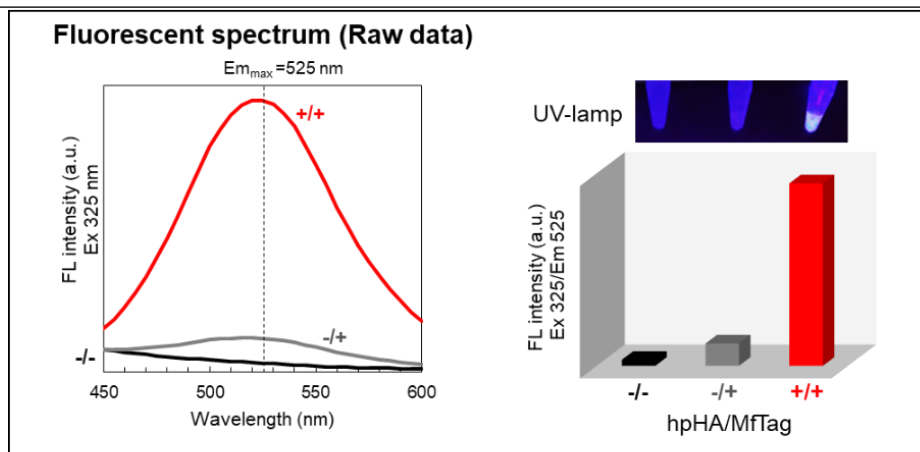 Fluorescent spectrum (Raw data)
Emmax =525 nm
+/+
-/+
-/-
FL intensity (a.u.)
Ex 325 nm
450 500 550 600
Wavelength (nm)
UV-lamp
FL intensity (a.u.)
Ex 325/Em 525
-/- -/+ +/+
hpHA/MfTag